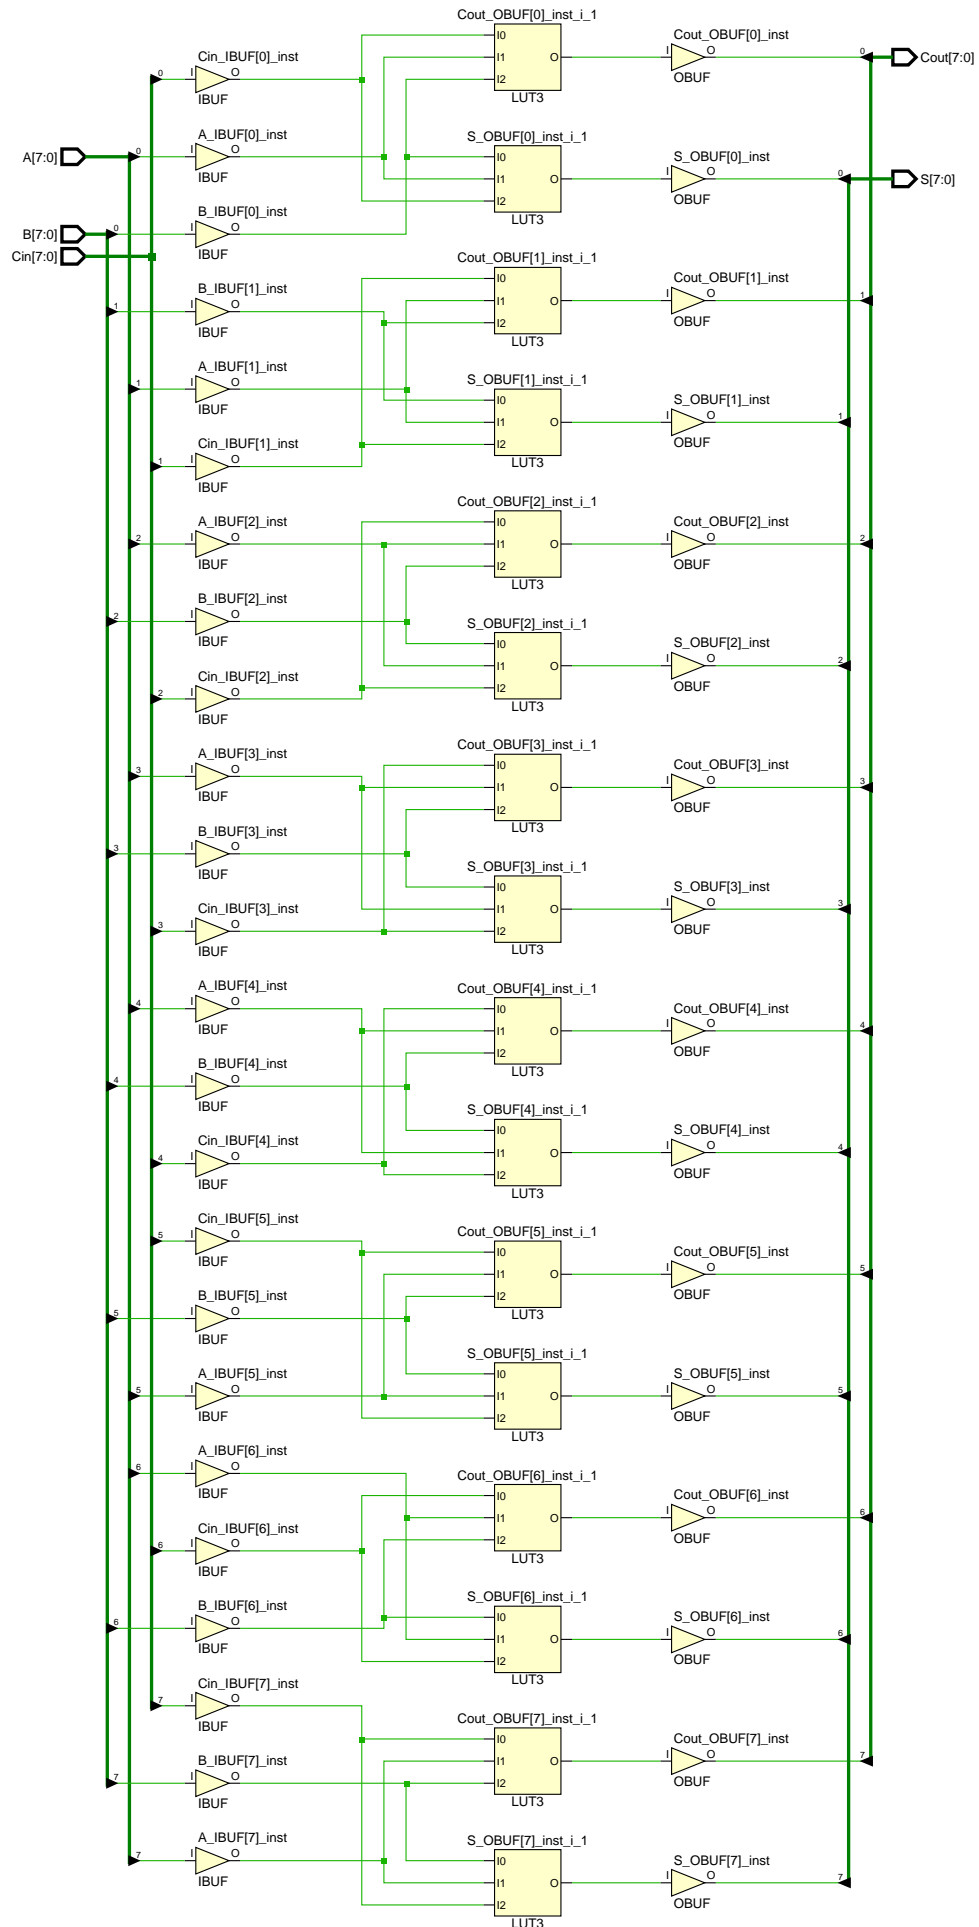 A[7:0]
B[7:0]
Cin[7:0]
0
Cin_IBUF[0]_inst
I O
IBUF
0
A_IBUF[0]_inst
I O
IBUF
0
B_IBUF[0]_inst
I O
IBUF
1
B_IBUF[1]_inst
I O
IBUF
1
A_IBUF[1]_inst
I O
IBUF
1
Cin_IBUF[1]_inst
I O
IBUF
2
A_IBUF[2]_inst
I O
IBUF
2
B_IBUF[2]_inst
I O
IBUF
2
Cin_IBUF[2]_inst
I O
IBUF
3
A_IBUF[3]_inst
I O
IBUF
3
B_IBUF[3]_inst
I O
IBUF
3
Cin_IBUF[3]_inst
I O
IBUF
4
A_IBUF[4]_inst
I O
IBUF
4
B_IBUF[4]_inst
I O
IBUF
4
Cin_IBUF[4]_inst
I O
IBUF
5
Cin_IBUF[5]_inst
I O
IBUF
5
B_IBUF[5]_inst
I O
IBUF
5
A_IBUF[5]_inst
I O
IBUF
6
A_IBUF[6]_inst
I O
IBUF
6
Cin_IBUF[6]_inst
I O
IBUF
6
B_IBUF[6]_inst
I O
IBUF
7
Cin_IBUF[7]_inst
I O
IBUF
7
B_IBUF[7]_inst
I O
IBUF
7
A_IBUF[7]_inst
I O
IBUF
Cout_OBUF[0]_inst_i_1
I0
I1 O
I2
LUT3
S_OBUF[0]_inst_i_1
I0
I1 O
I2
LUT3
Cout_OBUF[1]_inst_i_1
I0
I1 O
I2
LUT3
S_OBUF[1]_inst_i_1
I0
I1 O
I2
LUT3
Cout_OBUF[2]_inst_i_1
I0
I1 O
I2
LUT3
S_OBUF[2]_inst_i_1
I0
I1 O
I2
LUT3
Cout_OBUF[3]_inst_i_1
I0
I1 O
I2
LUT3
S_OBUF[3]_inst_i_1
I0
I1 O
I2
LUT3
Cout_OBUF[4]_inst_i_1
I0
I1 O
I2
LUT3
S_OBUF[4]_inst_i_1
I0
I1 O
I2
LUT3
Cout_OBUF[5]_inst_i_1
I0
I1 O
I2
LUT3
S_OBUF[5]_inst_i_1
I0
I1 O
I2
LUT3
Cout_OBUF[6]_inst_i_1
I0
I1 O
I2
LUT3
S_OBUF[6]_inst_i_1
I0
I1 O
I2
LUT3
Cout_OBUF[7]_inst_i_1
I0
I1 O
I2
LUT3
S_OBUF[7]_inst_i_1
I0
I1 O
I2
LUT3
Cout_OBUF[0]_inst
I O
OBUF
0
S_OBUF[0]_inst
I O
OBUF
0
Cout_OBUF[1]_inst
I O
OBUF
1
S_OBUF[1]_inst
I O
OBUF
1
Cout_OBUF[2]_inst
I O
OBUF
2
S_OBUF[2]_inst
I O
OBUF
2
Cout_OBUF[3]_inst
I O
OBUF
3
S_OBUF[3]_inst
I O
OBUF
3
Cout_OBUF[4]_inst
I O
OBUF
4
S_OBUF[4]_inst
I O
OBUF
4
Cout_OBUF[5]_inst
I O
OBUF
5
S_OBUF[5]_inst
I O
OBUF
5
Cout_OBUF[6]_inst
I O
OBUF
6
S_OBUF[6]_inst
I O
OBUF
6
Cout_OBUF[7]_inst
I O
OBUF
7
S_OBUF[7]_inst
I O
OBUF
7
Cout[7:0]
S[7:0]